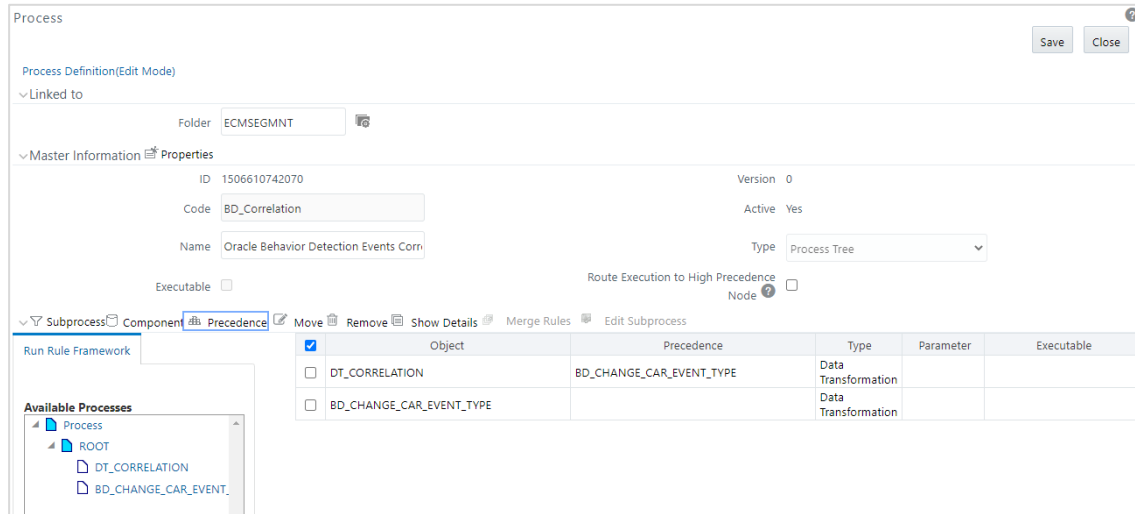 Process
Save Close
Process Definition(Edit Mode)
Linked to
Folder ECMSEGMNT
Master Information Properties
ID 1506610742070 Version 0
Code BD_Correlation Active Yes
Name Oracle Behavior Detection Events Corr Type Process Tree
Executable Route Execution to High Precedence
Node ?
Subprocess Component Precedence Move Remove Show Details Merge Rules Edit Subprocess
Run Rule Framework
Object Precedence Type Parameter Executable
DT_CORRELATION BD_CHANGE_CAR_EVENT_TYPE Data
Transformation
BD_CHANGE_CAR_EVENT_TYPE Data
Transformation
Available Processes
Process
ROOT
DT_CORRELATION
BD_CHANGE_CAR_EVENT_